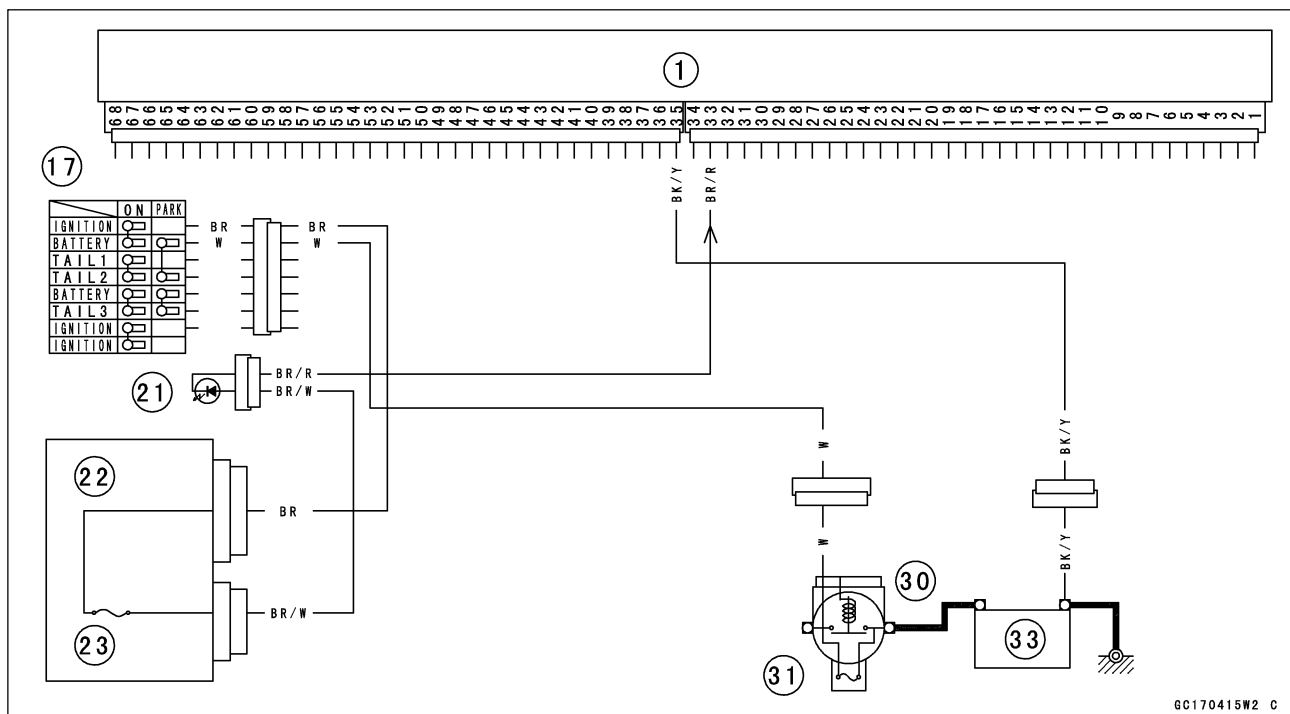 1
68 67 66 65 64 63 62 61 60 59 58 57 56 55 54 53 52 51 50 49 48 47 46 45 44 43 42 41 40 39 38 37 36 35 34 33 32 31 30 29 28 27 26 25 24 23 22 21 20 19 18 17 16 15 14 13 12 11 10 9 8 7 6 5 4 3 2 1
17
BK/Y
BR/R
ON PARK
IGNITION
BR
BR
BATTERY
W
W
TAIL1
TAIL2
BATTERY
TAIL3
IGNITION
IGNITION
21
BR/R
BR/W
W
BK/Y
22
BR
W
BK/Y
30
BR/W
23
31
33
GC170415W2 C